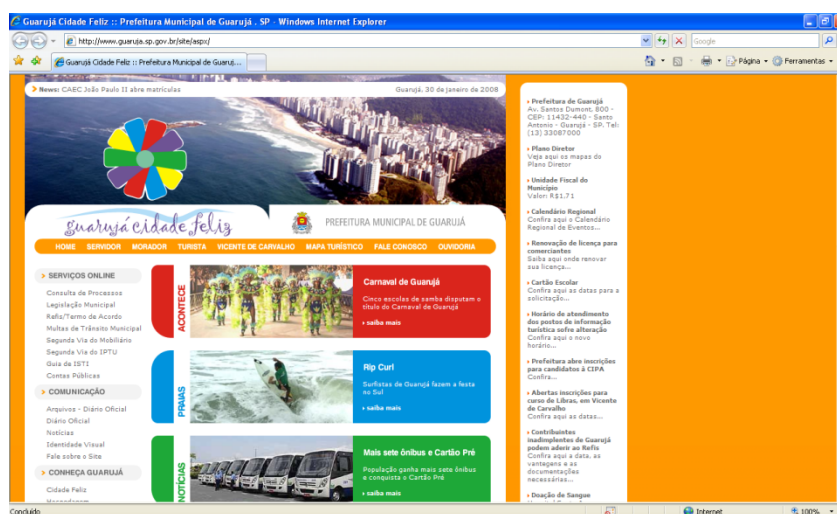 Guarujá Cidade Feliz :: Prefeitura Municipal de Guarujá . SP - Windows Internet Explorer
http://www.guaruja.sp.gov.br/site/aspx/
Google
Guarujá Cidade Feliz :: Prefeitura Municipal de Guaruj...
Página
Ferramentas
News: CAEC João Paulo II abre matrículas
Guarujá, 30 de janeiro de 2008
guarujá cidade feliz
PREFEITURA MUNICIPAL DE GUARUJÁ
HOME SERVIDOR MORADOR TURISTA VICENTE DE CARVALHO MAPA TURÍSTICO FALE CONOSCO OUVIDORIA
SERVIÇOS ONLINE
Consulta de Processos
Legislação Municipal
Refis/Termo de Acordo
Multas de Trânsito Municipal
Segunda Via do Mobiliário
Segunda Via do IPTU
Guia de ISTI
Contas Públicas
COMUNICAÇÃO
Arquivos - Diário Oficial
Diário Oficial
Notícias
Identidade Visual
Fale sobre o Site
CONHEÇA GUARUJÁ
Cidade Feliz
ACONTECE
Carnaval de Guarujá
Cinco escolas de samba disputam o
título do Carnaval de Guarujá
saiba mais
PRAIAS
Rip Curl
Surfistas de Guarujá fazem a festa
no Sul
saiba mais
NOTÍCIAS
Mais sete ônibus e Cartão Pré
População ganha mais sete ônibus
e conquista o Cartão Pré
saiba mais
Prefeitura de Guarujá
Av. Santos Dumont, 800 -
CEP: 11432-440 - Santo
Antonio - Guarujá - SP. Tel:
(13) 33087000
Plano Diretor
Veja aqui os mapas do
Plano Diretor
Unidade Fiscal do
Município
Valor: R$1,71
Calendário Regional
Confira aqui o Calendário
Regional de Eventos...
Renovação de licença para
comerciantes
Saiba aqui onde renovar
sua licença...
Cartão Escolar
Confira aqui as datas para a
solicitação...
Horário de atendimento
dos postos de informação
turística sofre alteração
Confira aqui o novo
horário...
Prefeitura abre inscrições
para candidatos à CIPA
Confira...
Abertas inscrições para
curso de Libras, em Vicente
de Carvalho
Confira aqui as datas...
Contribuintes
inadimplentes de Guarujá
podem aderir ao Refis
Confira aqui a data, as
vantegens e as
documentações
necessárias...
Doação de Sangue
Concluído
Internet
100%